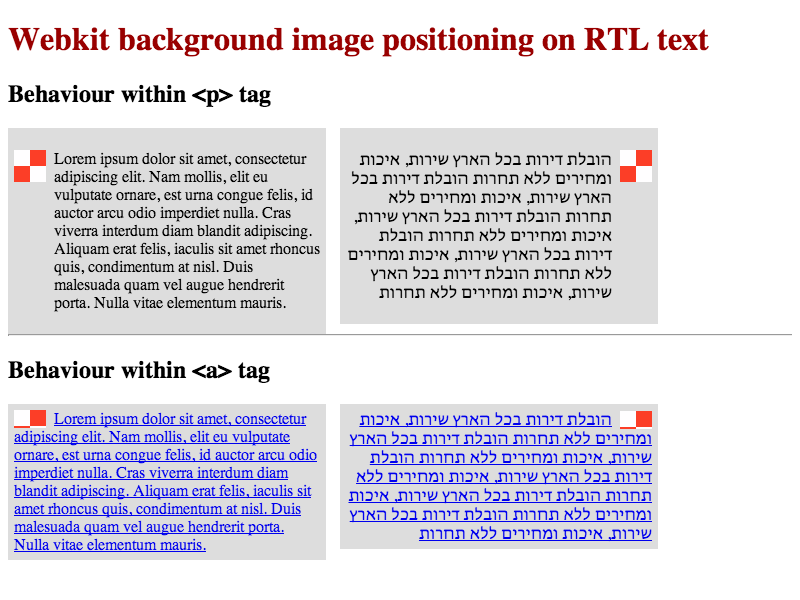 Webkit background image positioning on RTL text
Behaviour within <p> tag
Lorem ipsum dolor sit amet, consectetur
adipiscing elit. Nam mollis, elit eu
vulputate ornare, est urna congue felis, id
auctor arcu odio imperdiet nulla. Cras
viverra interdum diam blandit adipiscing.
Aliquam erat felis, iaculis sit amet rhoncus
quis, condimentum at nisl. Duis
malesuada quam vel augue hendrerit
porta. Nulla vitae elementum mauris.
הובלת דירות בכל הארץ שירות, איכות
ומחירים ללא תחרות הובלת דירות בכל
הארץ שירות, איכות ומחירים ללא
תחרות הובלת דירות בכל הארץ שירות,
איכות ומחירים ללא תחרות הובלת
דירות בכל הארץ שירות, איכות ומחירים
ללא תחרות הובלת דירות בכל הארץ
שירות, איכות ומחירים ללא תחרות
Behaviour within <a> tag
Lorem ipsum dolor sit amet, consectetur
adipiscing elit. Nam mollis, elit eu vulputate
ornare, est urna congue felis, id auctor arcu odio
imperdiet nulla. Cras viverra interdum diam
blandit adipiscing. Aliquam erat felis, iaculis sit
amet rhoncus quis, condimentum at nisl. Duis
malesuada quam vel augue hendrerit porta.
Nulla vitae elementum mauris.
הובלת דירות בכל הארץ שירות, איכות
ומחירים ללא תחרות הובלת דירות בכל הארץ
שירות, איכות ומחירים ללא תחרות הובלת
דירות בכל הארץ שירות, איכות ומחירים ללא
תחרות הובלת דירות בכל הארץ שירות, איכות
ומחירים ללא תחרות הובלת דירות בכל הארץ
שירות, איכות ומחירים ללא תחרות